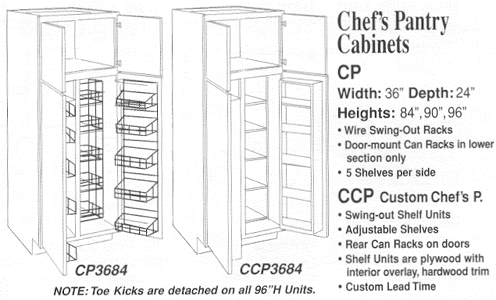 Chef's Pantry
Cabinets
CP
Width: 36" Depth: 24"
Heights: 84",90",96"
• Wire Swing-Out Racks
• Door-mount Can Racks in lower
section only
• 5 Shelves per side
CCP Custom Chef's P.
• Swing-out Shelf Units
• Adjustable Shelves
• Rear Can Racks on doors
• Shelf Units are plywood with
interior overlay, hardwood trim
• Custom Lead Time
CP3684
CCP3684
NOTE: Toe Kicks are detached on all 96"H Units.